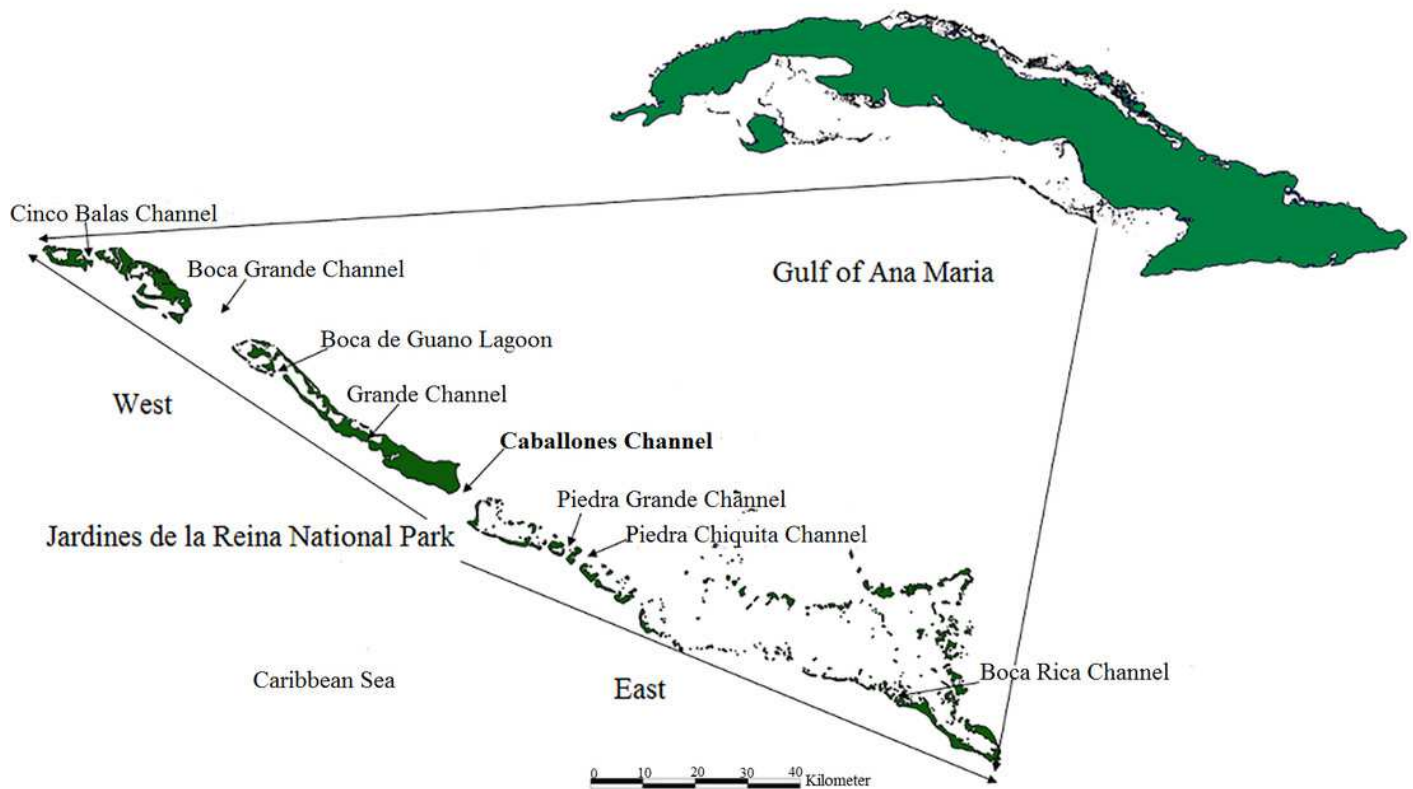 Cinco Balas Channel
Boca Grande Channel
Gulf of Ana Maria
Boca de Guano Lagoon
West
Grande Channel
Caballones Channel
Piedra Grande Channel
Jardines de la Reina National Park
Piedra Chiquita Channel
Caribbean Sea
East
Boca Rica Channel
0 10 20 30 40
Kilometer